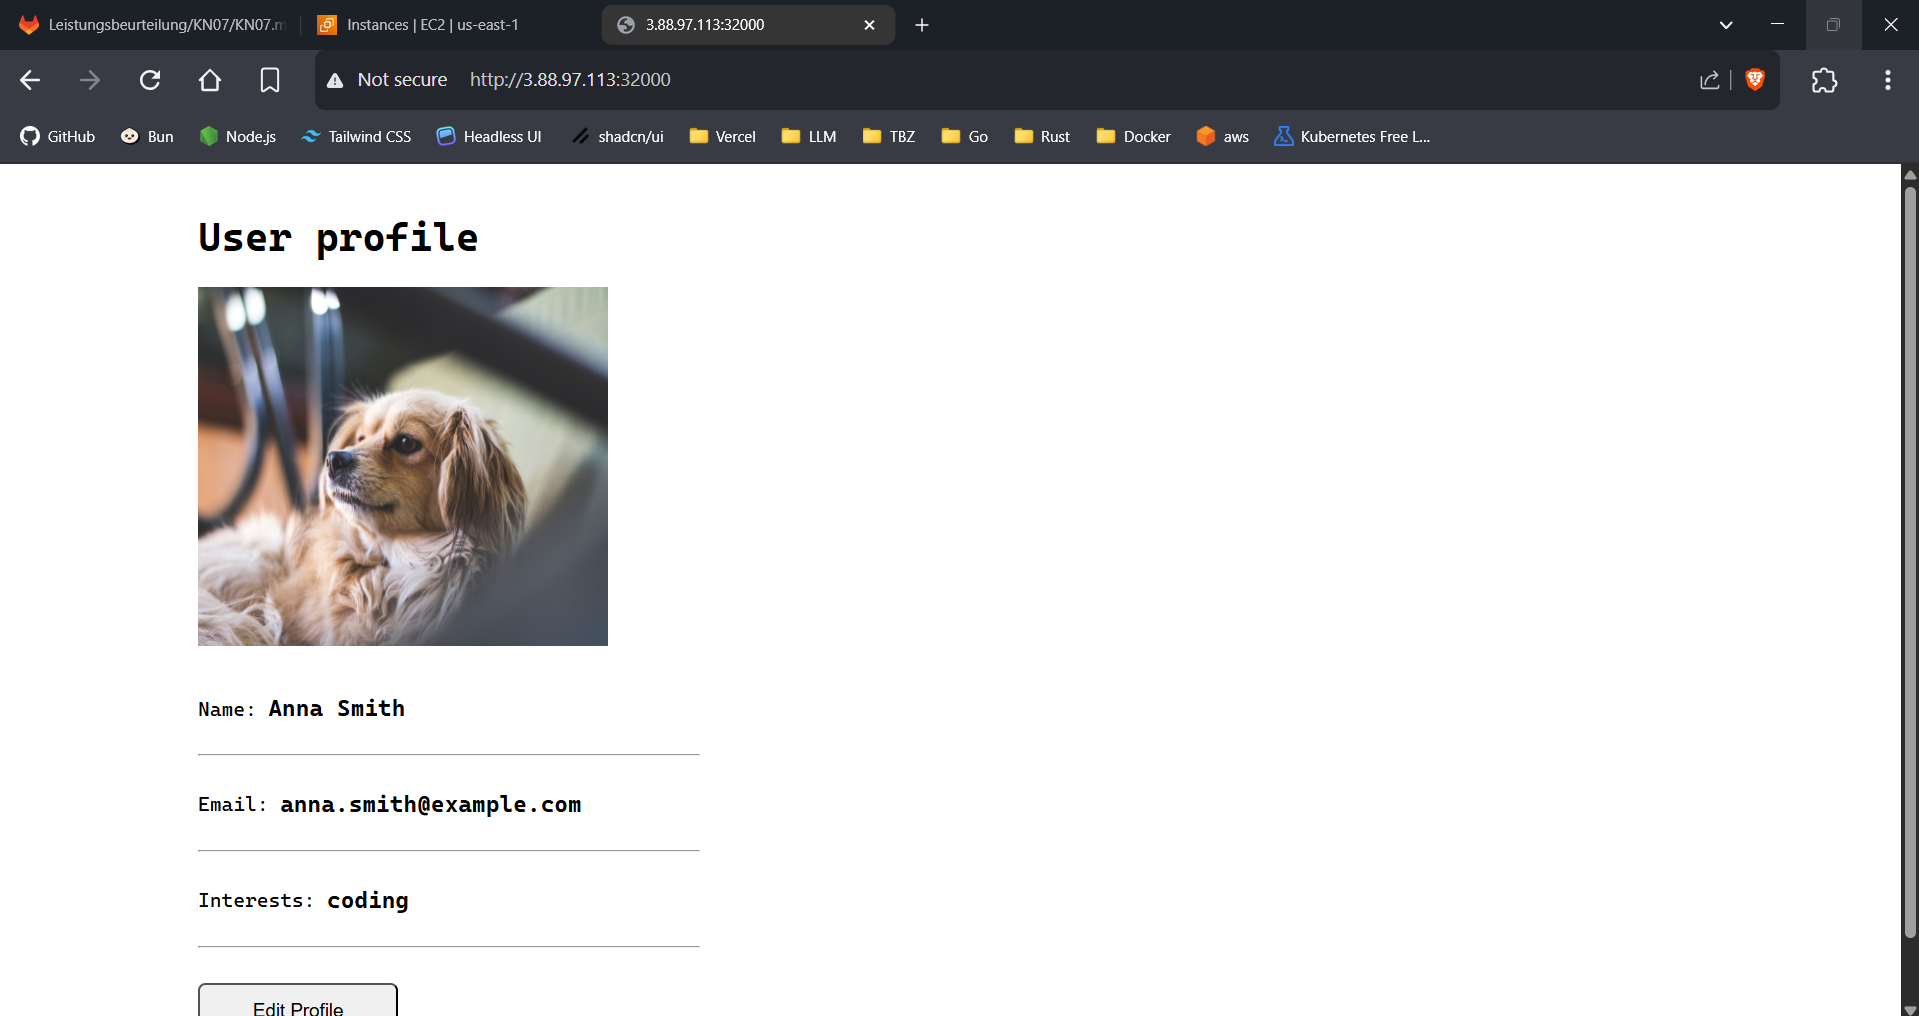 Leistungsbeurteilung/KN07/KN07.m
Instances | EC2 | us-east-1
3.88.97.113:32000
Not secure http://3.88.97.113:32000
GitHub Bun Node.js Tailwind CSS Headless UI shadcn/ui Vercel LLM TBZ Go Rust Docker aws Kubernetes Free L...
User profile
Name: Anna Smith
Email: anna.smith@example.com
Interests: coding
Edit Profile